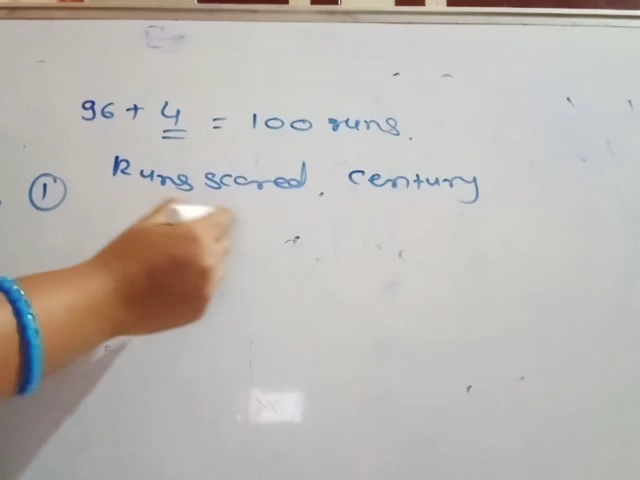 96 + 4 = 100 runs.
① Runs scored. century